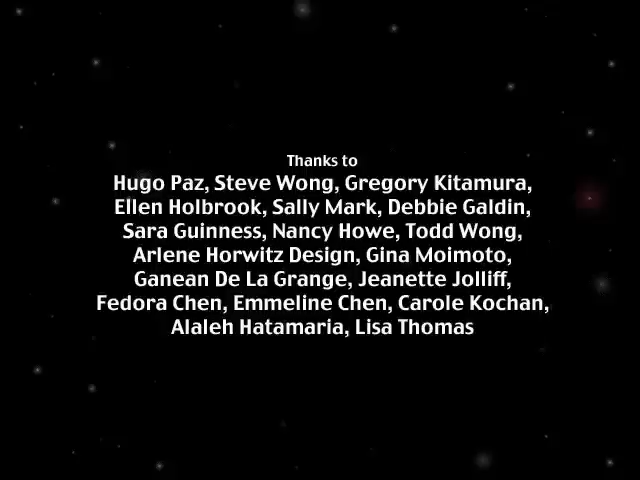 Thanks to
Hugo Paz, Steve Wong, Gregory Kitamura,
Ellen Holbrook, Sally Mark, Debbie Galdin,
Sara Guinness, Nancy Howe, Todd Wong,
Arlene Horwitz Design, Gina Moimoto,
Ganean De La Grange, Jeanette Jolliff,
Fedora Chen, Emmeline Chen, Carole Kochan,
Alaleh Hatamaria, Lisa Thomas